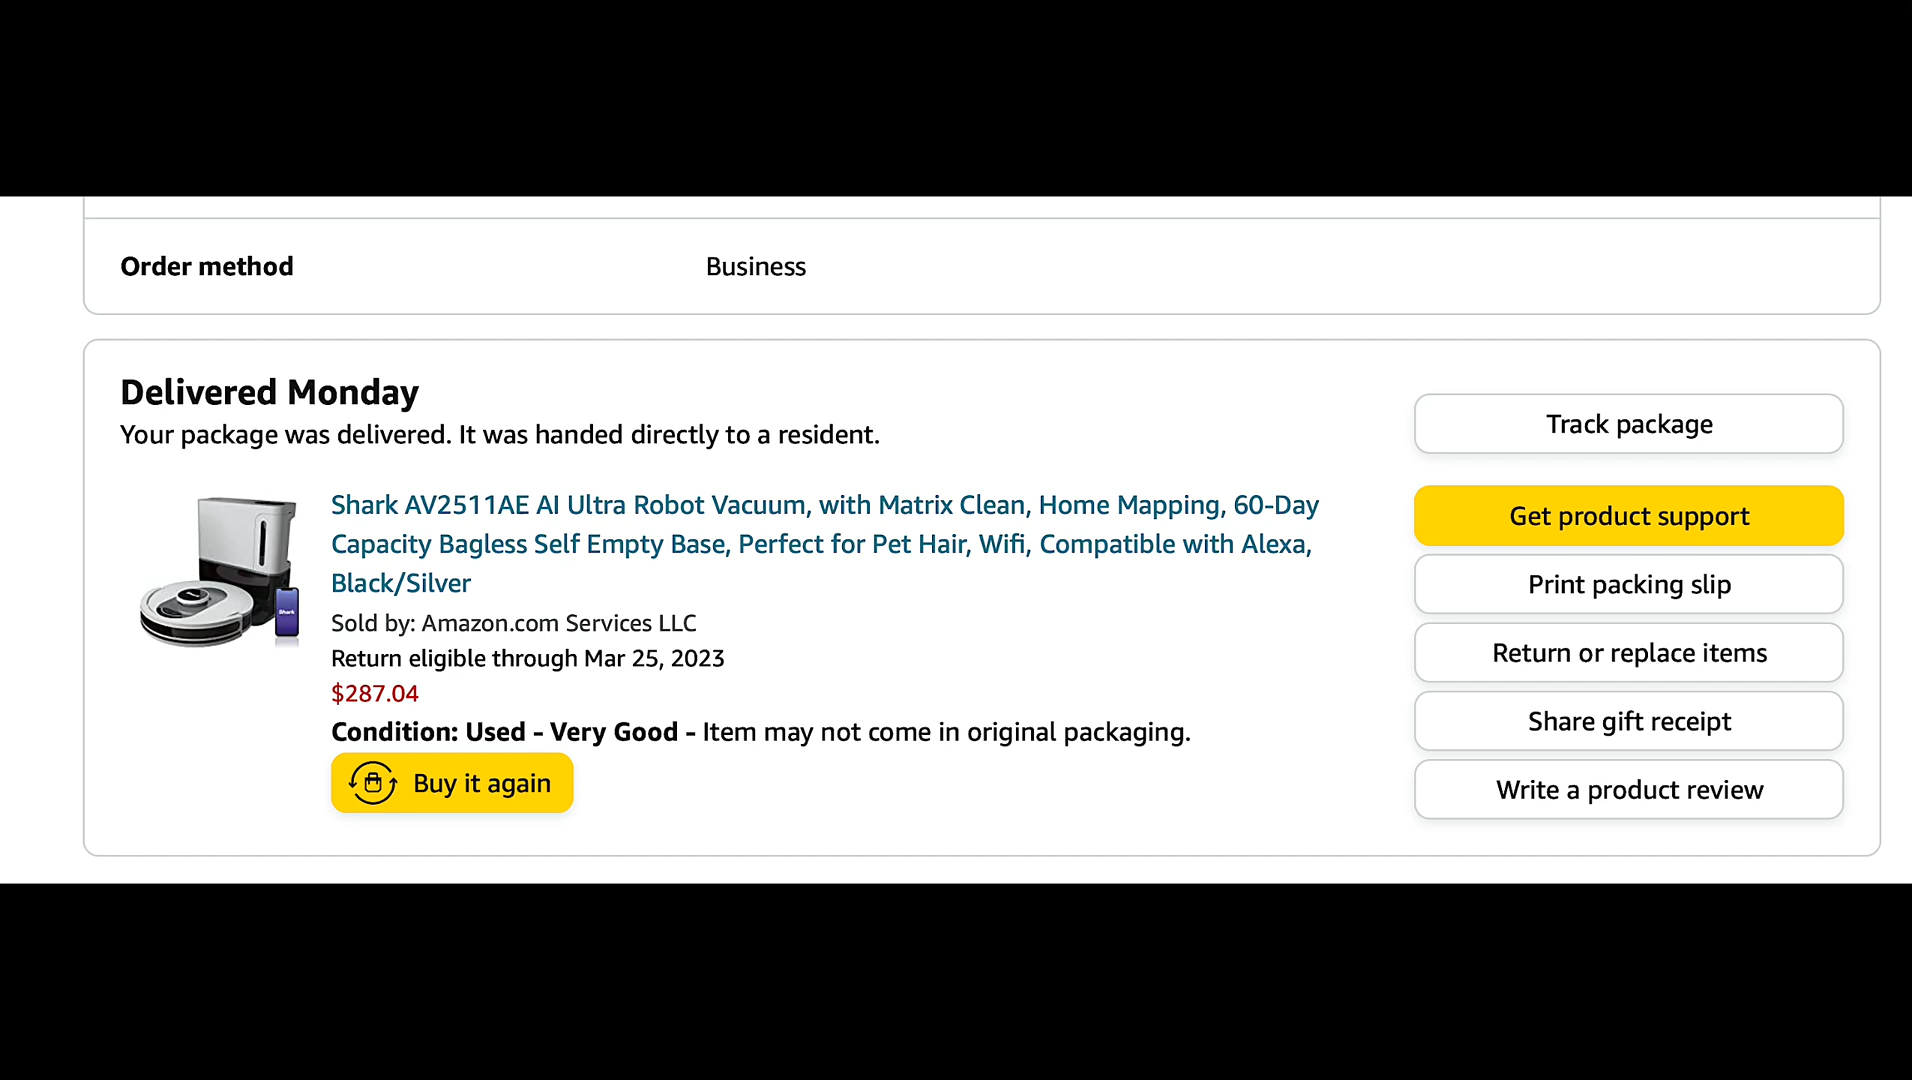 Order method Business
Delivered Monday
Your package was delivered. It was handed directly to a resident.
Track package
Shark AV2511AE AI Ultra Robot Vacuum, with Matrix Clean, Home Mapping, 60-Day
Capacity Bagless Self Empty Base, Perfect for Pet Hair, Wifi, Compatible with Alexa,
Black/Silver
Sold by: Amazon.com Services LLC
Return eligible through Mar 25, 2023
$287.04
Condition: Used - Very Good - Item may not come in original packaging.
Buy it again
Get product support
Print packing slip
Return or replace items
Share gift receipt
Write a product review
Shark